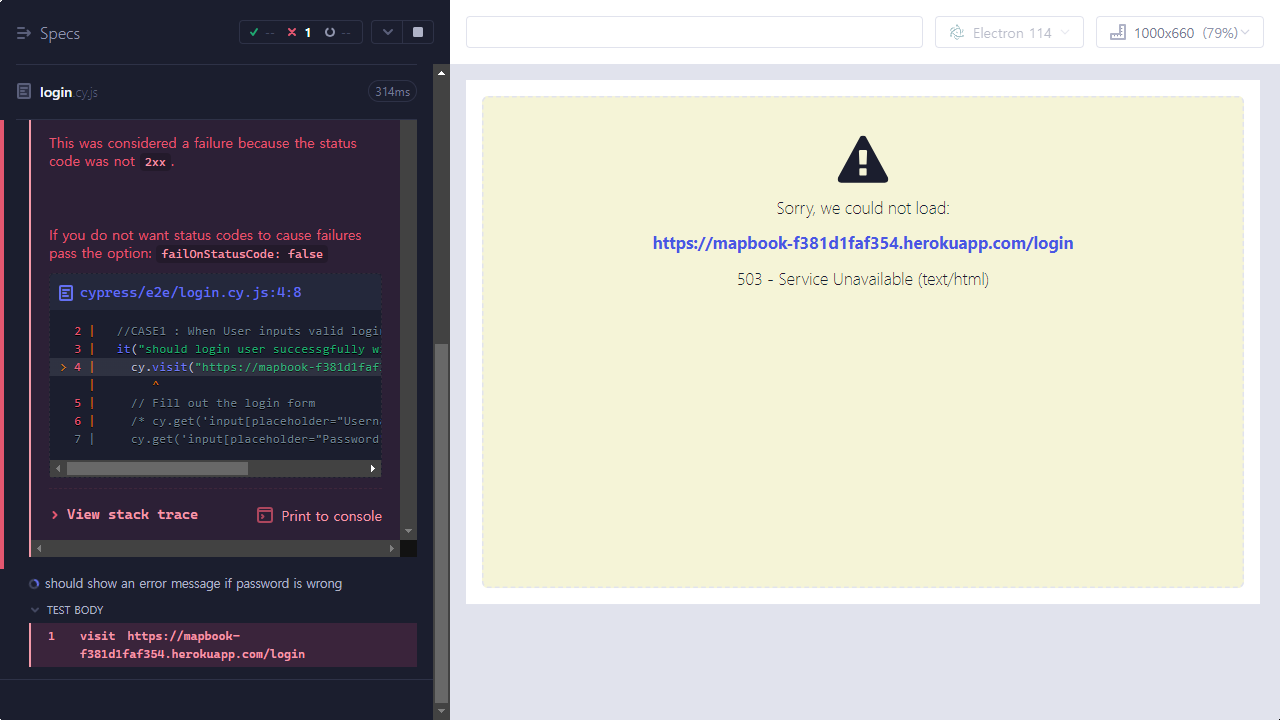 Specs
-- 1 --
login.cy.js
314ms
This was considered a failure because the status
code was not 2xx.
If you do not want status codes to cause failures
pass the option: failOnStatusCode: false
cypress/e2e/login.cy.js:4:8
2 | //CASE1 : When User inputs valid login
3 | it("should login user successgfully wi
> 4 | cy.visit("https://mapbook-f381d1faf
| ^
5 | // Fill out the login form
6 | /* cy.get('input[placeholder="Userna
7 | cy.get('input[placeholder="Password
> View stack trace
Print to console
should show an error message if password is wrong
TEST BODY
1 visit https://mapbook-
f381d1faf354.herokuapp.com/login
Electron 114
1000x660 (79%)
Sorry, we could not load:
https://mapbook-f381d1faf354.herokuapp.com/login
503 - Service Unavailable (text/html)